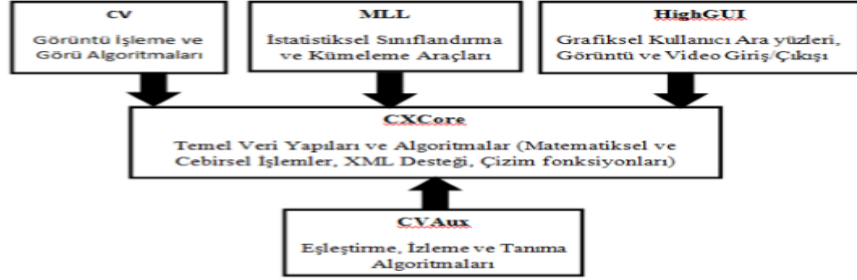 CV
Görüntü İşleme ve
Görü Algoritmaları
MLL
İstatistiksel Sınıflandırma
ve Kümeleme Araçları
HighGUI
Grafiksel Kullanıcı Ara yüzleri,
Görüntü ve Video Giriş/Çıkışı
CXCore
Temel Veri Yapıları ve Algoritmalar (Matematiksel ve
Cebirsel İşlemler, XML Desteği, Çizim fonksiyonları)
CVAux
Eşleştirme, İzleme ve Tanıma
Algoritmaları